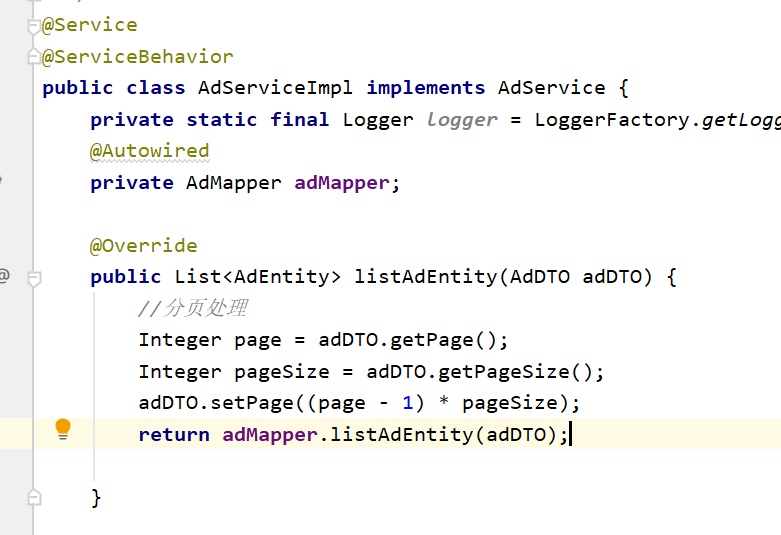 @Service
@ServiceBehavior
public class AdServiceImpl implements AdService {
private static final Logger logger = LoggerFactory.getLogg
@Autowired
private AdMapper adMapper;
@Override
@ public List<AdEntity> listAdEntity(AdDTO adDTO) {
//分页处理
Integer page = adDTO.getPage();
Integer pageSize = adDTO.getPageSize();
adDTO.setPage((page - 1) * pageSize);
return adMapper.listAdEntity(adDTO);
}